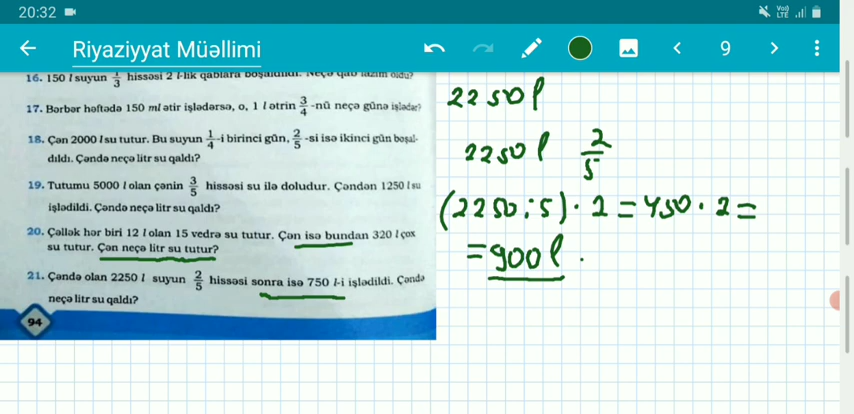 20:32
Vo)) LTE
Riyaziyyat Müəllimi
9
16. 150 l suyun 1/3 hissəsi 2 l-lik qablara boşaldıldı. Neçə qab lazım oldu?
17. Bərbər həftədə 150 ml ətir işlədərsə, o, 1 l ətrin 3/4 -nü neçə günə işlədər?
18. Çən 2000 l su tutur. Bu suyun 1/4 -i birinci gün, 2/5 -si isə ikinci gün boşal-
dıldı. Çəndə neçə litr su qaldı?
19. Tutumu 5000 l olan çənin 3/5 hissəsi su ilə doludur. Çəndən 1250 l su
işlədildi. Çəndə neçə litr su qaldı?
20. Çəllək hər biri 12 l olan 15 vedrə su tutur. Çən isə bundan 320 l çox
su tutur. Çən neçə litr su tutur?
21. Çəndə olan 2250 l suyun 2/5 hissəsi sonra isə 750 l-i işlədildi. Çəndə
neçə litr su qaldı?
94
2250 l
2250 l 2/5
(2250 : 5) · 2 = 450 · 2 =
= 900 l .